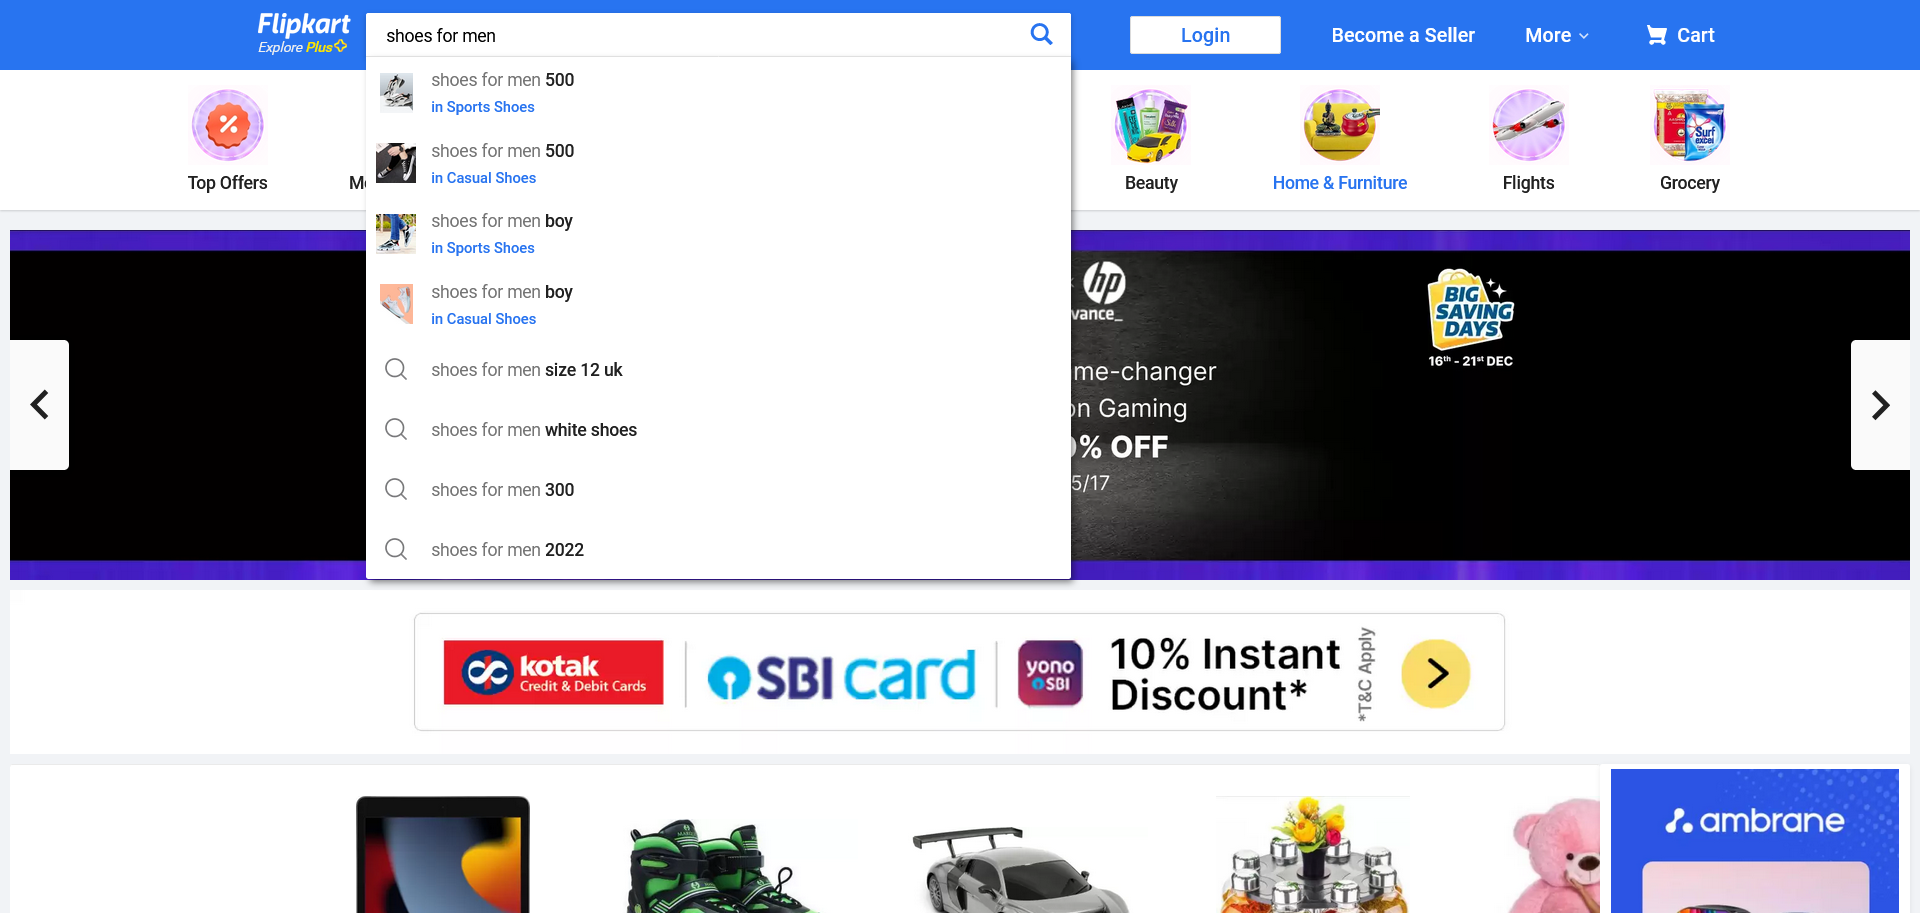 Flipkart
Explore Plus
shoes for men
Login
Become a Seller
More
Cart
shoes for men 500
in Sports Shoes
shoes for men 500
in Casual Shoes
shoes for men boy
in Sports Shoes
shoes for men boy
in Casual Shoes
shoes for men size 12 uk
shoes for men white shoes
shoes for men 300
shoes for men 2022
Top Offers
Beauty
Home & Furniture
Flights
Grocery
Surf
excel
hp
vance_
me-changer
on Gaming
0% OFF
5/17
BIG
SAVING
DAYS
16th - 21st DEC
kotak
Credit & Debit Cards
SBI card
yono
SBI
10% Instant
Discount*
*T&C Apply
ambrane